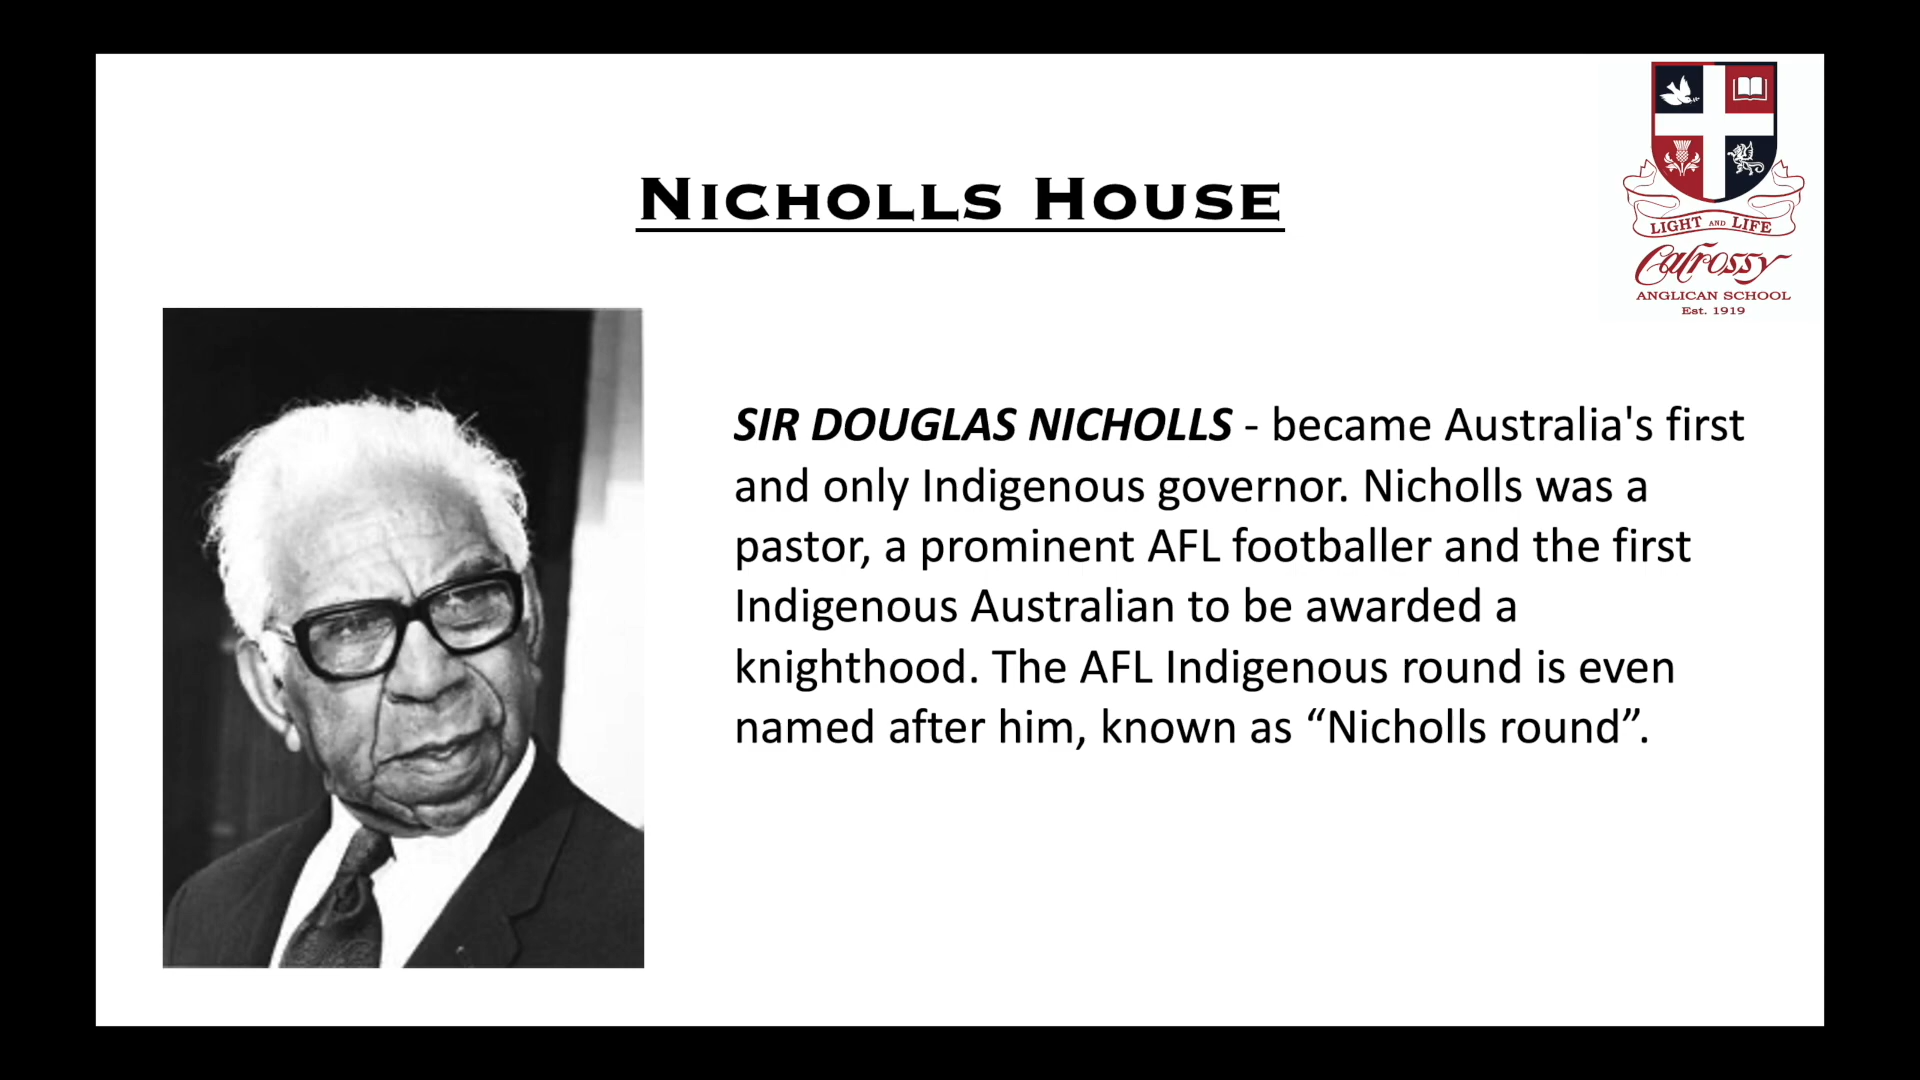 NICHOLLS HOUSE
LIGHT AND LIFE
Calrossy
ANGLICAN SCHOOL
Est. 1919
SIR DOUGLAS NICHOLLS - became Australia's first
and only Indigenous governor. Nicholls was a
pastor, a prominent AFL footballer and the first
Indigenous Australian to be awarded a
knighthood. The AFL Indigenous round is even
named after him, known as “Nicholls round”.